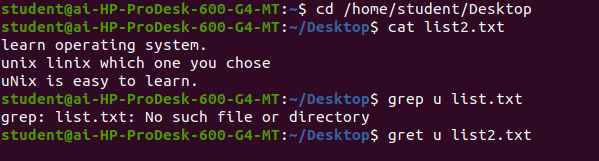 student@ai-HP-ProDesk-600-G4-MT:~$ cd /home/student/Desktop
student@ai-HP-ProDesk-600-G4-MT:~/Desktop$ cat list2.txt
learn operating system.
unix linix which one you chose
uNix is easy to learn.
student@ai-HP-ProDesk-600-G4-MT:~/Desktop$ grep u list.txt
grep: list.txt: No such file or directory
student@ai-HP-ProDesk-600-G4-MT:~/Desktop$ gret u list2.txt